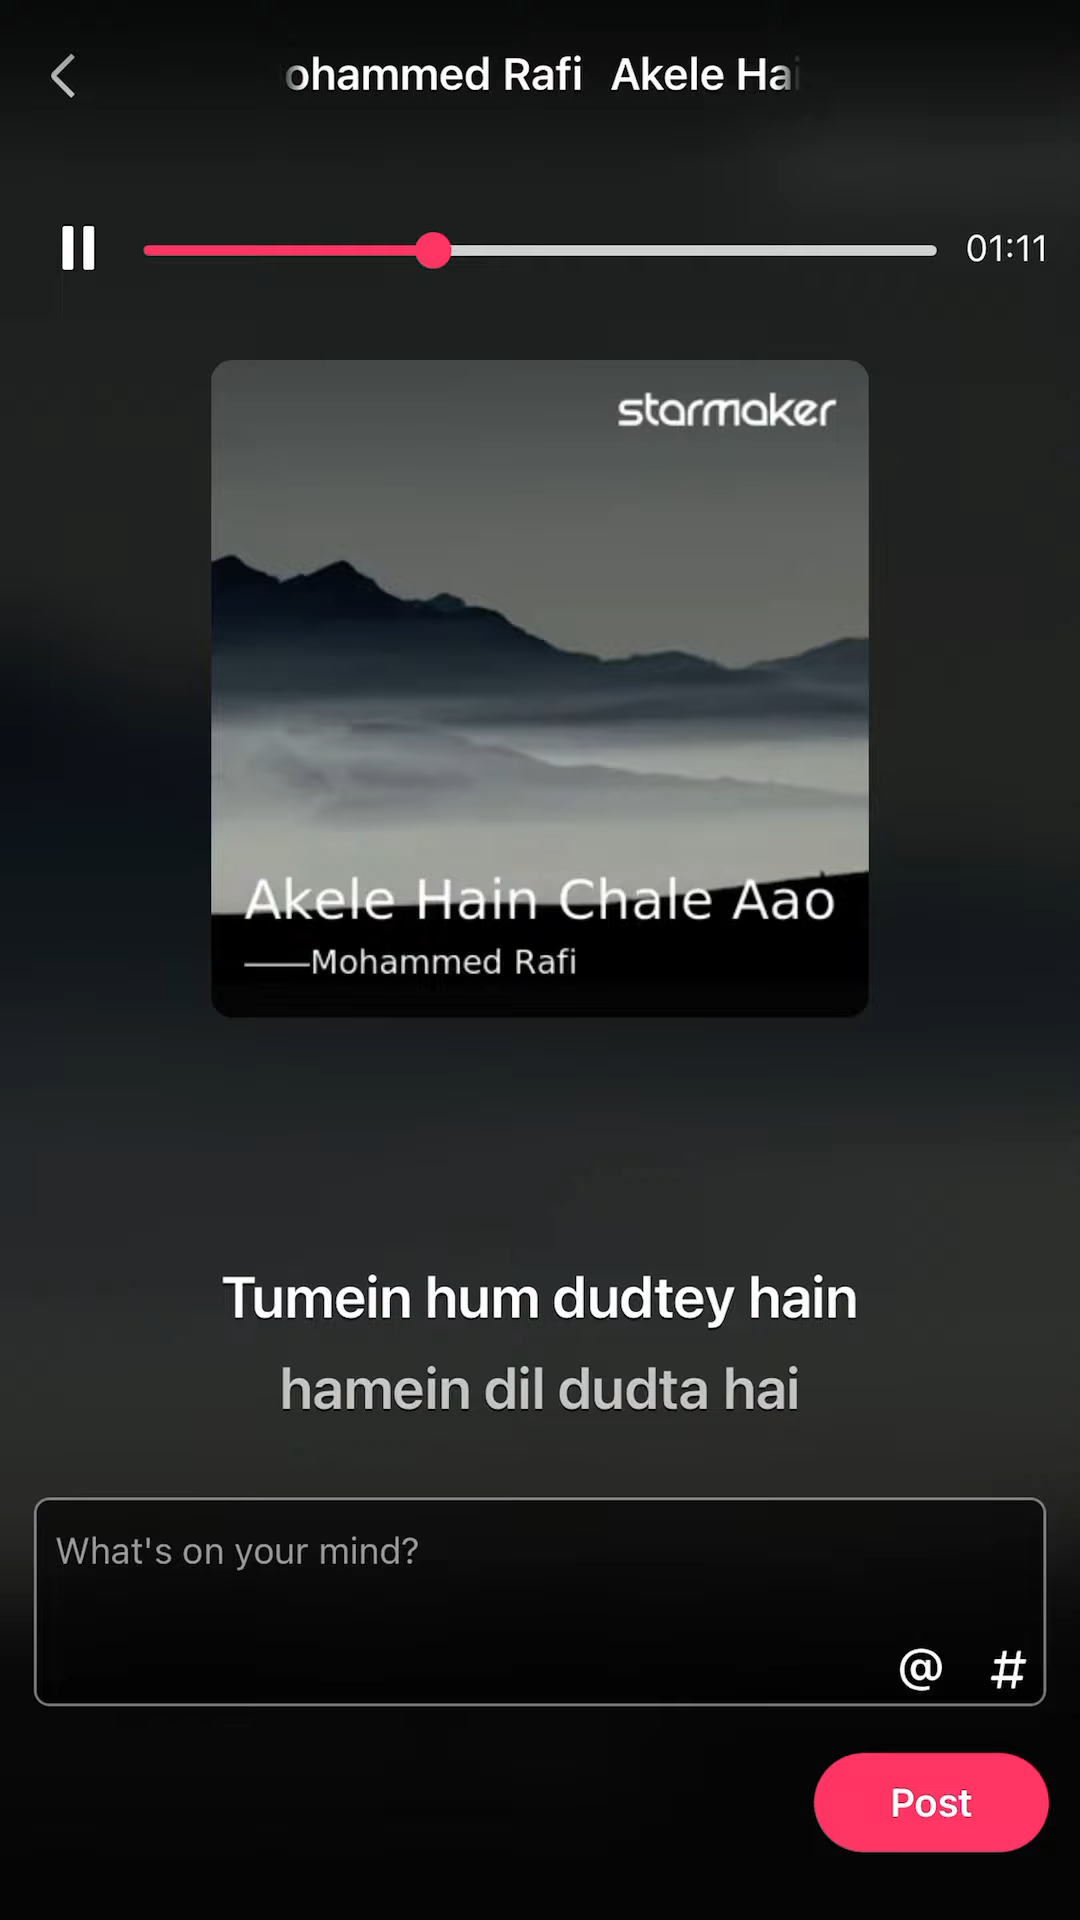 ohammed Rafi Akele Hai
01:11
starmaker
Akele Hain Chale Aao
——Mohammed Rafi
Tumein hum dudtey hain
hamein dil dudta hai
What's on your mind?
@ #
Post